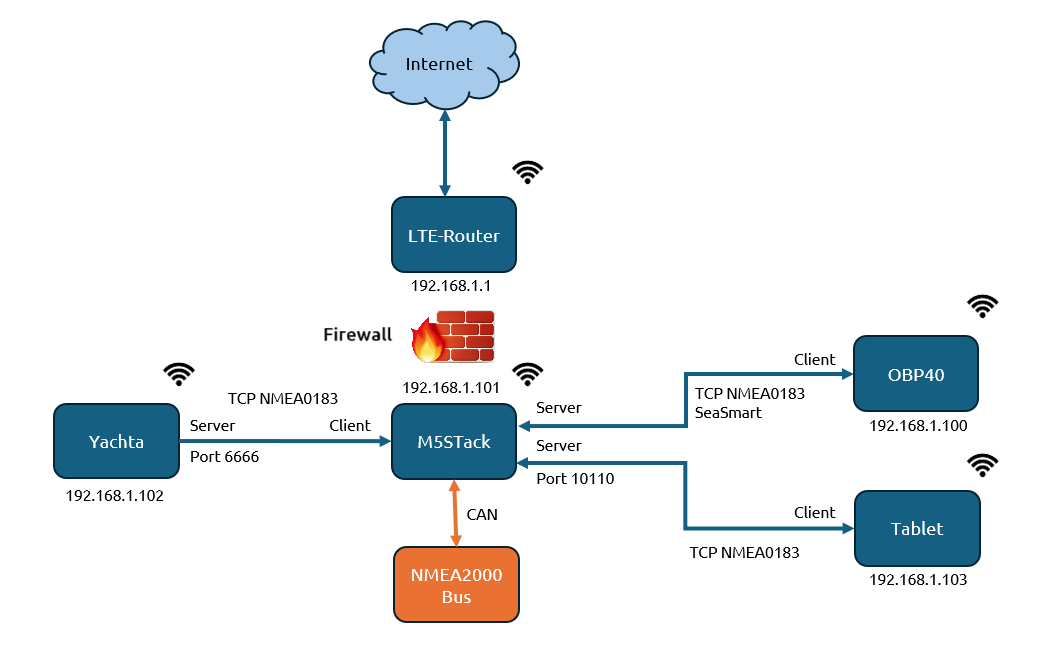 Internet
LTE-Router
192.168.1.1
Firewall
192.168.1.101
Client
OBP40
TCP NMEA0183
SeaSmart
192.168.1.100
TCP NMEA0183
Server
Client
Yachta
Port 6666
192.168.1.102
M5STack
Server
Server
Port 10110
CAN
Client
Tablet
TCP NMEA0183
192.168.1.103
NMEA2000
Bus